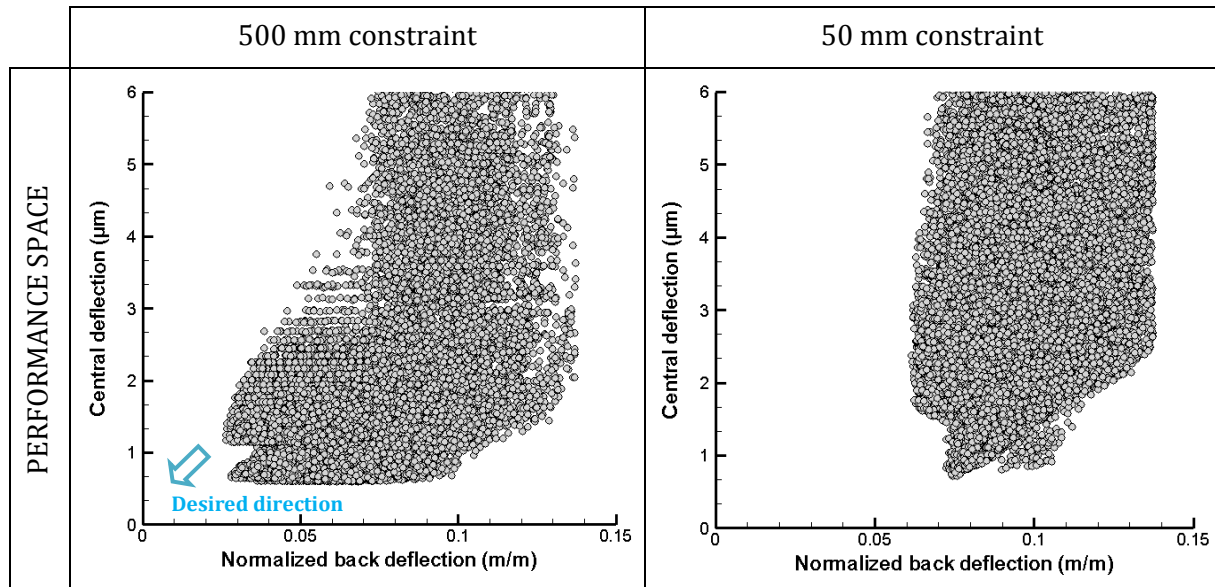 500 mm constraint
50 mm constraint
PERFORMANCE SPACE
6
5
4
3
2
1
0
Central deflection (µm)
Desired direction
0
0.05
0.1
0.15
Normalized back deflection (m/m)
6
5
4
3
2
1
0
Central deflection (µm)
0
0.05
0.1
0.15
Normalized back deflection (m/m)